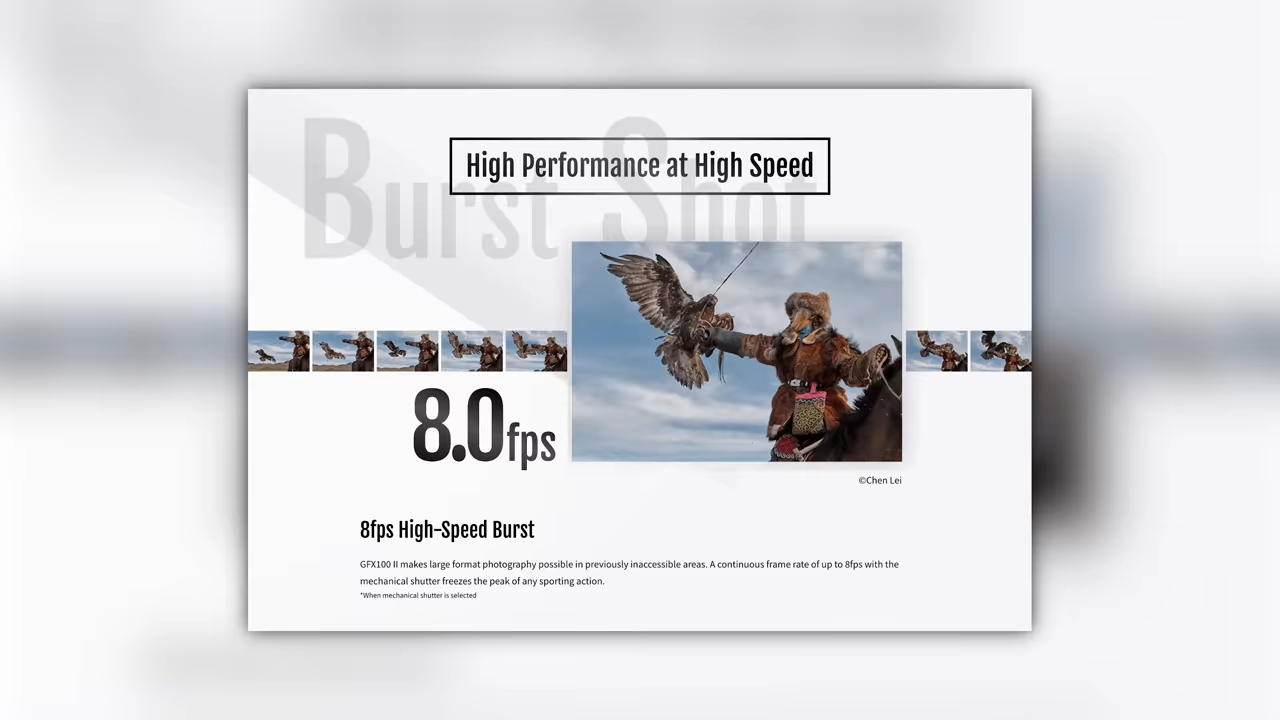 Burst Shot
High Performance at High Speed
8.0fps
©Chen Lei
8fps High-Speed Burst
GFX100 II makes large format photography possible in previously inaccessible areas. A continuous frame rate of up to 8fps with the
mechanical shutter freezes the peak of any sporting action.
*When mechanical shutter is selected